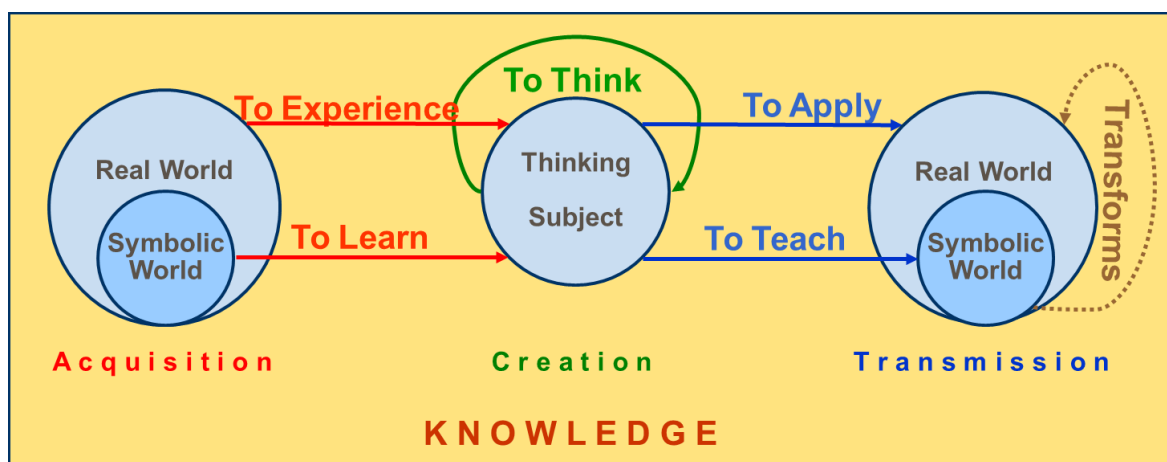 To Think
To Experience
To Apply
Transforms
Real World
Thinking
Subject
Real World
To Learn
To Teach
Symbolic
World
Symbolic
World
Acquisition
Creation
Transmission
KNOWLEDGE